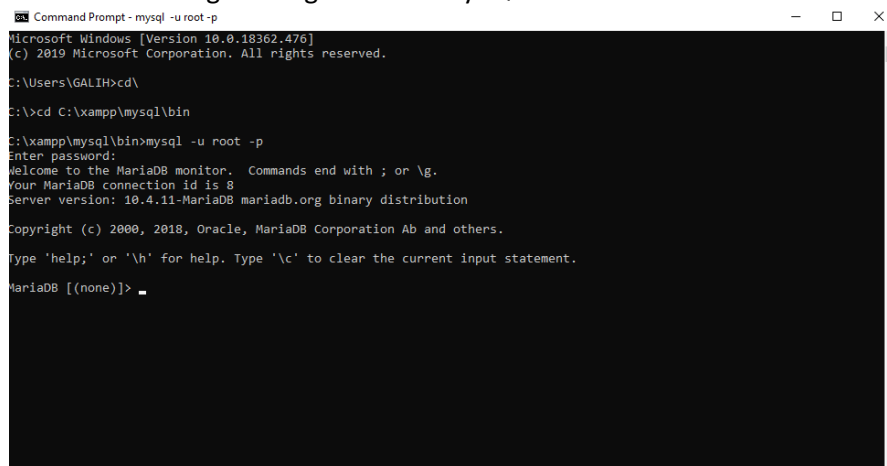 Command Prompt - mysql -u root -p
Microsoft Windows [Version 10.0.18362.476]
(c) 2019 Microsoft Corporation. All rights reserved.
C:\Users\GALIH>cd\
C:\>cd C:\xampp\mysql\bin
C:\xampp\mysql\bin>mysql -u root -p
Enter password:
Welcome to the MariaDB monitor.  Commands end with ; or \g.
Your MariaDB connection id is 8
Server version: 10.4.11-MariaDB mariadb.org binary distribution
Copyright (c) 2000, 2018, Oracle, MariaDB Corporation Ab and others.
Type 'help;' or '\h' for help. Type '\c' to clear the current input statement.
MariaDB [(none)]> _